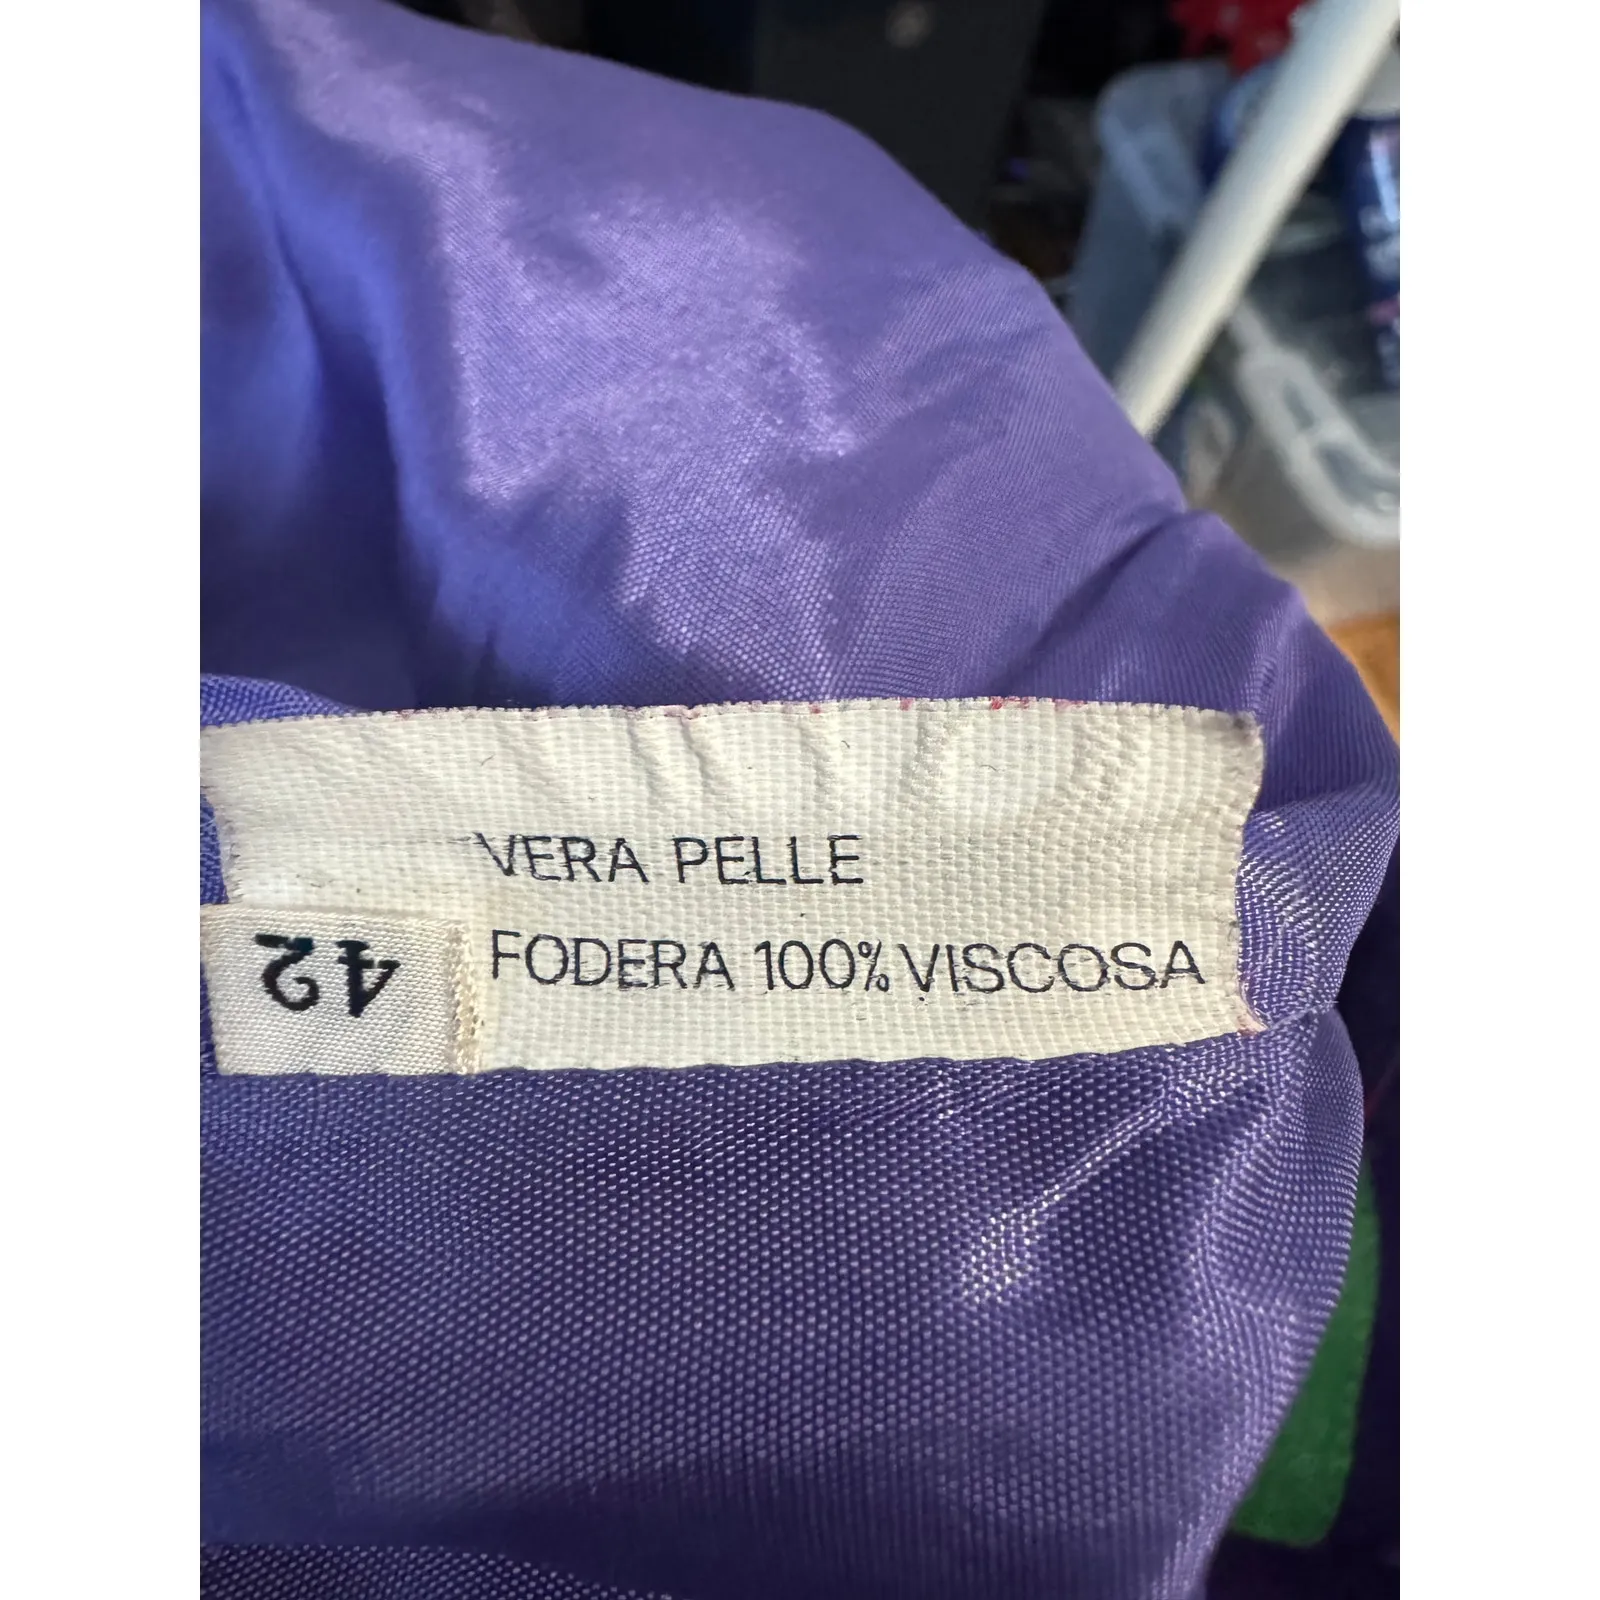 VERA PELLE
FODERA 100% VISCOSA
42